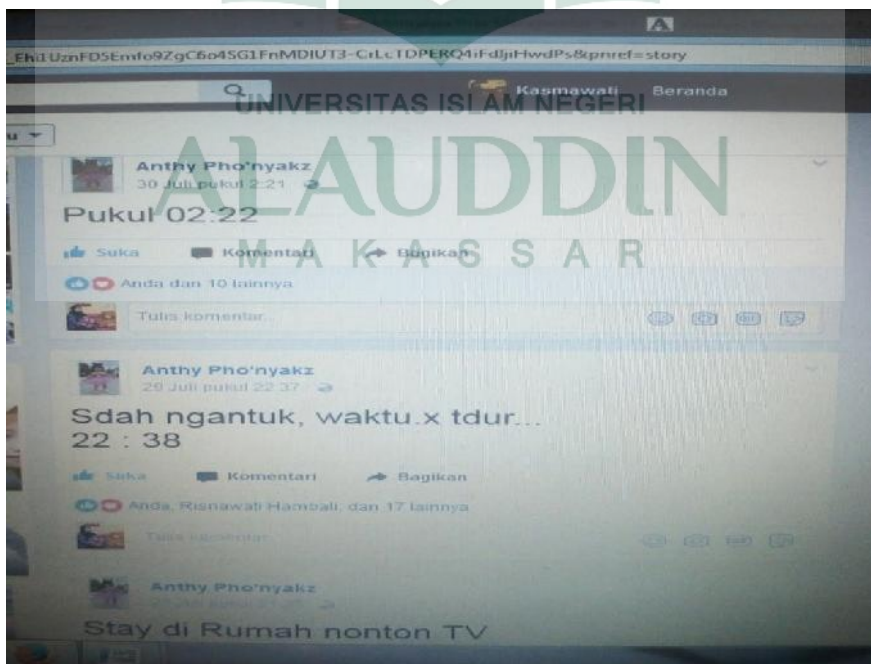 &pnref=story
Kasmawati Beranda
UNIVERSITAS ISLAM NEGERI
ALAUDDIN
MAKASSAR
Anthy Pho'nyakz
30 Juli pukul 2:21
Pukul 02:22
Suka Komentari Bagikan
Anda dan 10 lainnya
Tulis komentar...
Anthy Pho'nyakz
29 Juli pukul 22:37
Sdah ngantuk, waktu.x tdur...
22 : 38
Suka Komentari Bagikan
Anda, Risnawati Hambali, dan 17 lainnya
Tulis komentar...
Anthy Pho'nyakz
Stay di Rumah nonton TV